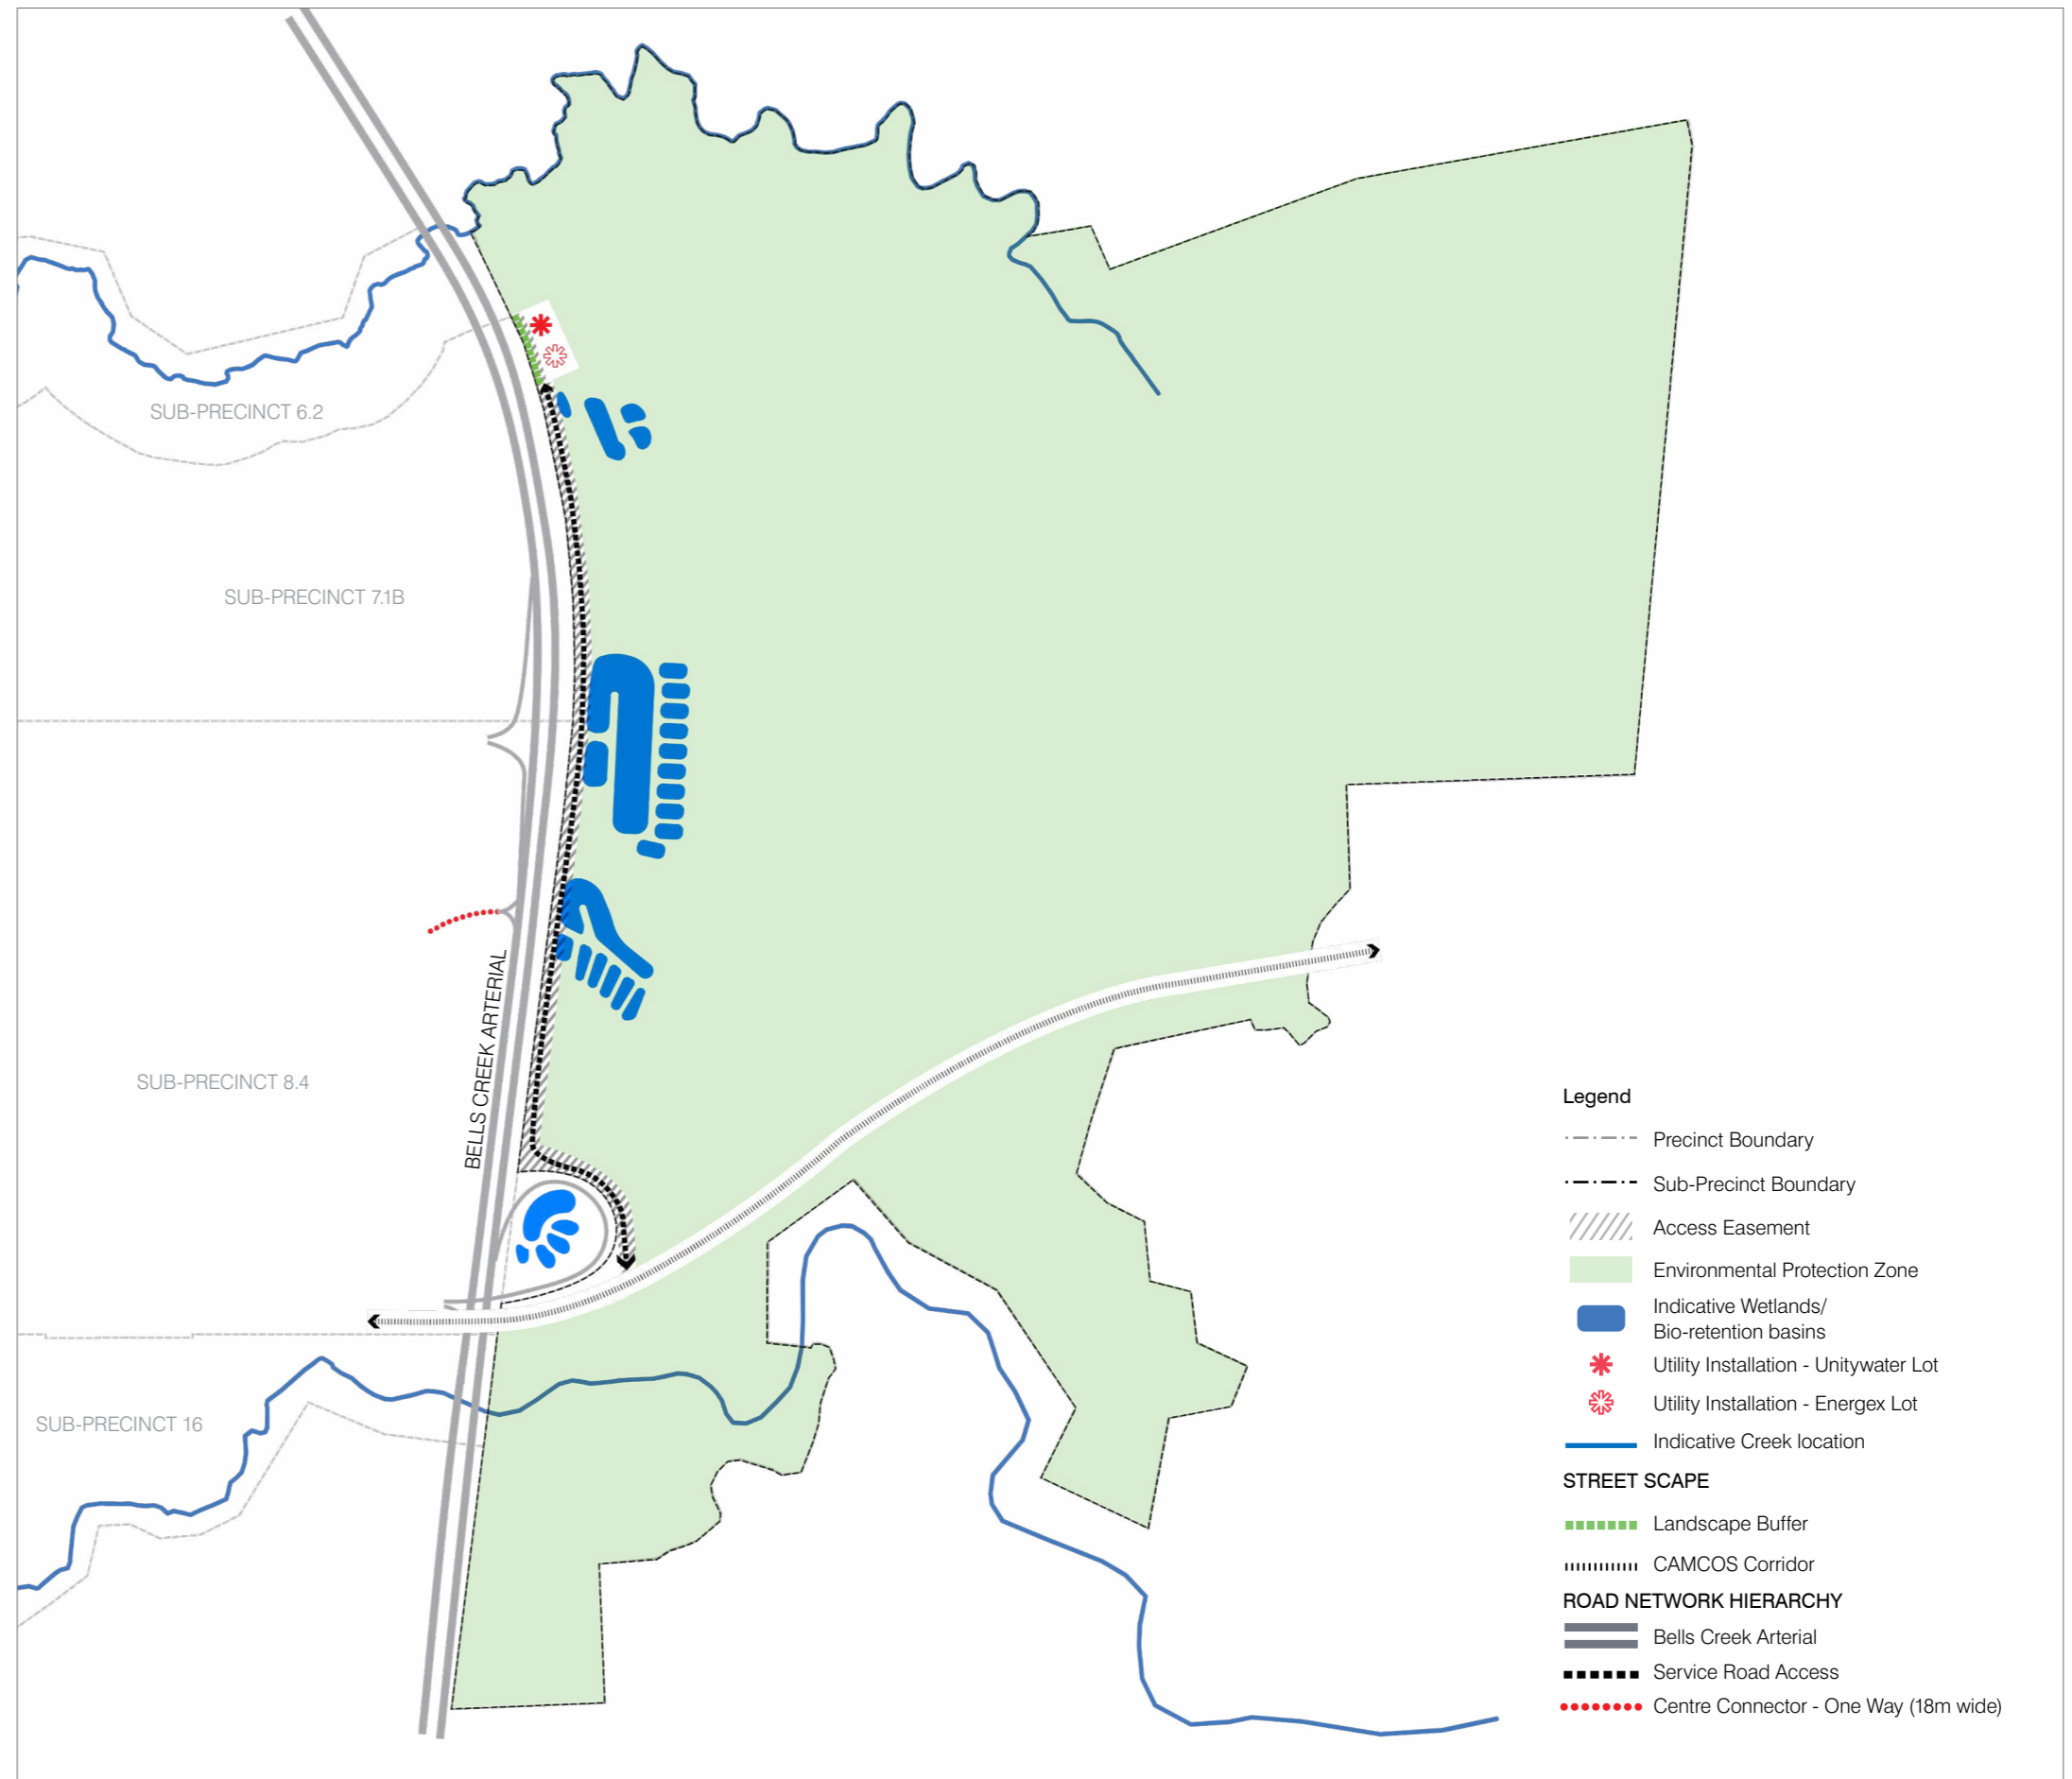 SUB-PRECINCT 6.2
SUB-PRECINCT 7.1B
BELLS CREEK ARTERIAL
SUB-PRECINCT 8.4
SUB-PRECINCT 16
Legend
Precinct Boundary
Sub-Precinct Boundary
Access Easement
Environmental Protection Zone
Indicative Wetlands/
Bio-retention basins
Utility Installation - Unitywater Lot
Utility Installation - Energex Lot
Indicative Creek location
STREET SCAPE
Landscape Buffer
CAMCOS Corridor
ROAD NETWORK HIERARCHY
Bells Creek Arterial
Service Road Access
Centre Connector - One Way (18m wide)